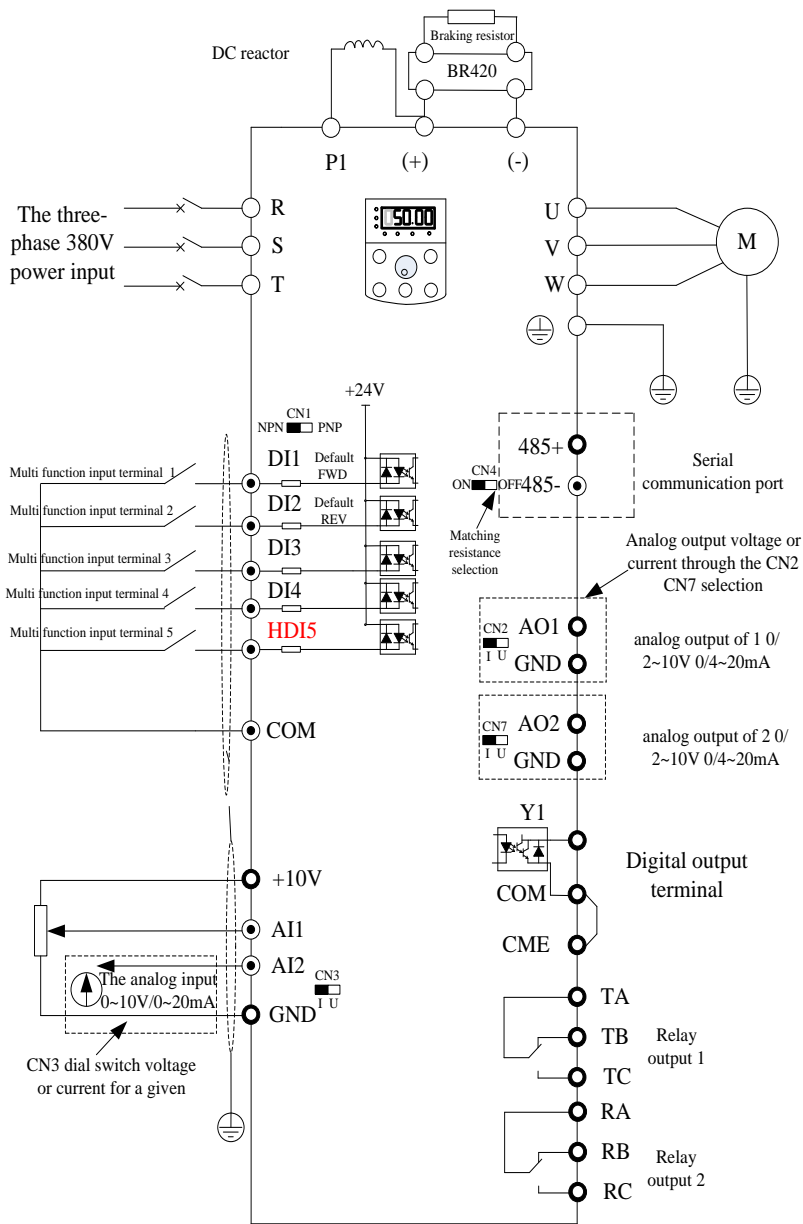 Braking resistor
DC reactor
BR420
P1
(+)
(-)
The three-
phase 380V
power input
R
S
T
50.00
U
V
W
M
+24V
CN1
NPN
PNP
Multi function input terminal 1
DI1
Default
FWD
Multi function input terminal 2
DI2
Default
REV
Multi function input terminal 3
DI3
Multi function input terminal 4
DI4
Multi function input terminal 5
HDI5
COM
485+
CN4
ON
OFF
485-
Serial
communication port
Matching
resistance
selection
Analog output voltage or
current through the CN2
CN7 selection
CN2
I U
AO1
GND
analog output of 1 0/
2~10V 0/4~20mA
CN7
I U
AO2
GND
analog output of 2 0/
2~10V 0/4~20mA
Y1
COM
CME
Digital output
terminal
+10V
AI1
AI2
The analog input
0~10V/0~20mA
CN3
I U
GND
CN3 dial switch voltage
or current for a given
TA
TB
TC
Relay
output 1
RA
RB
RC
Relay
output 2